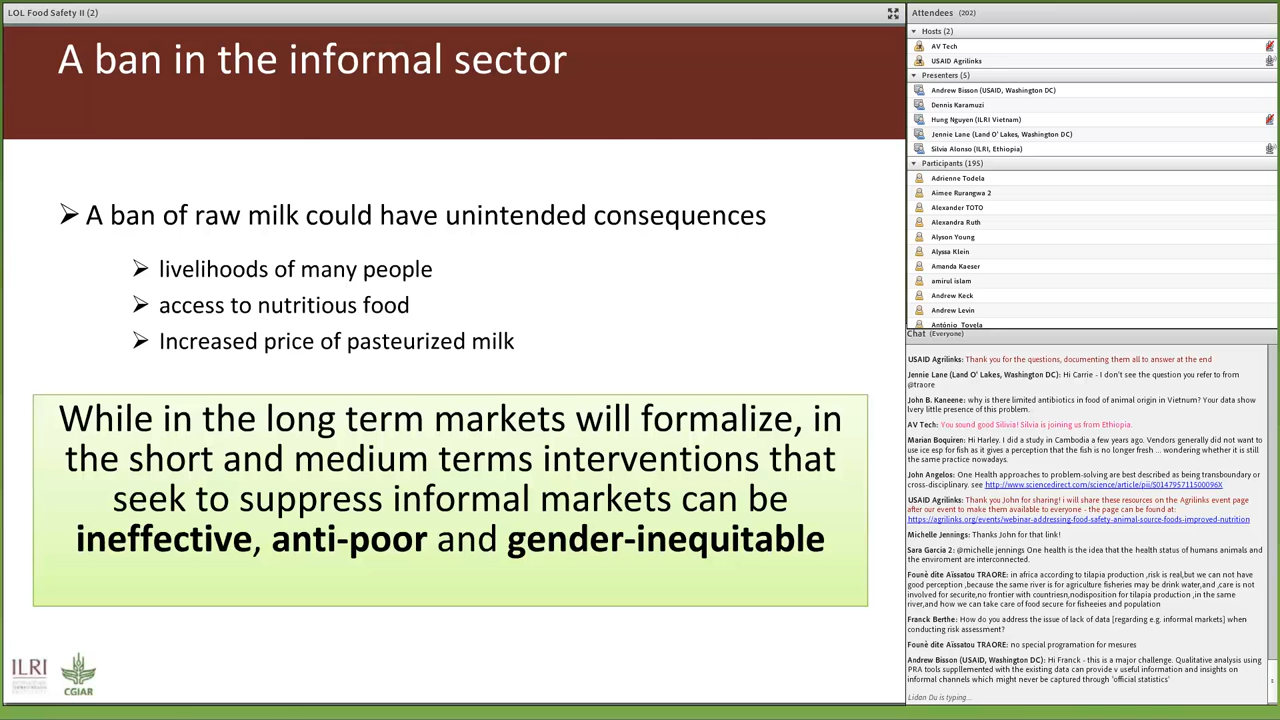 LOL Food Safety II (2)
A ban in the informal sector
A ban of raw milk could have unintended consequences
livelihoods of many people
access to nutritious food
Increased price of pasteurized milk
While in the long term markets will formalize, in
the short and medium terms interventions that
seek to suppress informal markets can be
ineffective, anti-poor and gender-inequitable
ILRI
CGIAR
Attendees (202)
Hosts (2)
AV Tech
USAID Agrilinks
Presenters (5)
Andrew Bisson (USAID, Washington DC)
Dennis Karamuzi
Hung Nguyen (ILRI Vietnam)
Jennie Lane (Land O' Lakes, Washington DC)
Silvia Alonso (ILRI, Ethiopia)
Participants (195)
Adrienne Todela
Aimee Rurangwa 2
Alexander TOTO
Alexandra Ruth
Alyson Young
Alyssa Klein
Amanda Kaeser
amirul islam
Andrew Keck
Andrew Levin
António Tovela
Chat (Everyone)
USAID Agrilinks: Thank you for the questions, documenting them all to answer at the end
Jennie Lane (Land O' Lakes, Washington DC): Hi Carrie - I don't see the question you refer to from
@traore
John B. Kaneene: why is there limited antibiotics in food of animal origin in Vietnum? Your data show
lvery little presence of this problem.
AV Tech: You sound good Silivia! Silvia is joining us from Ethiopia.
Marian Boquiren: Hi Harley. I did a study in Cambodia a few years ago. Vendors generally did not want to
use ice esp for fish as it gives a perception that the fish is no longer fresh ... wondering whether it is still
the same practice nowadays.
John Angelos: One Health approaches to problem-solving are best described as being transboundary or
cross-disciplinary. see http://www.sciencedirect.com/science/article/pii/S014795711500096X
USAID Agrilinks: Thank you John for sharing! i will share these resources on the Agrilinks event page
after our event to make them available to everyone - the page can be found at:
https://agrilinks.org/events/webinar-addressing-food-safety-animal-source-foods-improved-nutrition
Michelle Jennings: Thanks John for that link!
Sara Garcia 2: @michelle jennings One health is the idea that the health status of humans animals and
the enviroment are interconnected.
Founè dite Aïssatou TRAORE: in africa according to tilapia production ,risk is real,but we can not have
good perception ,because the same river is for agriculture fisheries may be drink water,and ,care is not
involved for securite,no frontier with countriesn,nodisposition for tilapia production ,in the same
river,and how we can take care of food secure for fisheeies and population
Franck Berthe: How do you address the issue of lack of data [regarding e.g. informal markets] when
conducting risk assessment?
Founè dite Aïssatou TRAORE: no special programation for mesures
Andrew Bisson (USAID, Washington DC): Hi Franck - this is a major challenge. Qualitative analysis using
PRA tools suppllemented with the existing data can provide v useful information and insights on
informal channels which might never be captured through 'official statistics'
Lidan Du is typing...